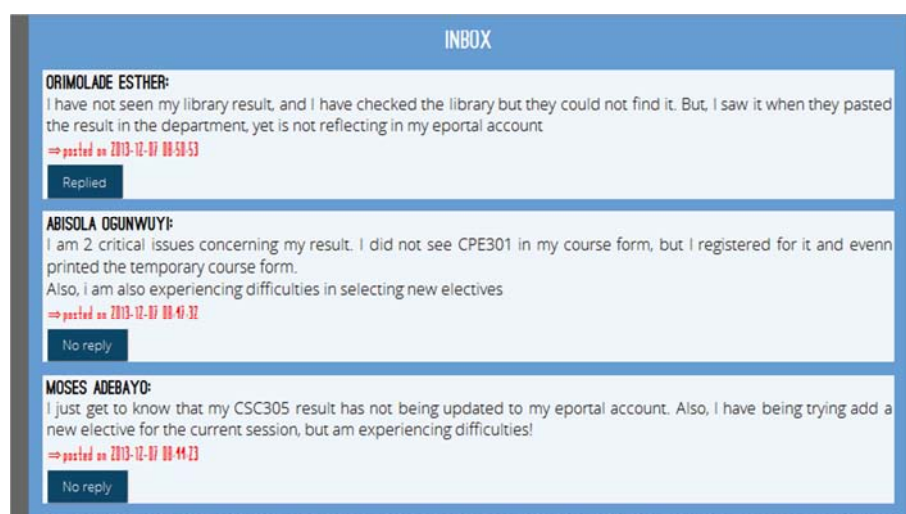 INBOX
ORIMOLADE ESTHER:
I have not seen my library result, and I have checked the library but they could not find it. But, I saw it when they pasted
the result in the department, yet is not reflecting in my eportal account
⇒posted on 2013-12-07 08:50:53
Replied
ABISOLA OGUNWUYI:
I am 2 critical issues concerning my result. I did not see CPE301 in my course form, but I registered for it and evenn
printed the temporary course form.
Also, i am also experiencing difficulties in selecting new electives
⇒posted on 2013-12-07 08:47:32
No reply
MOSES ADEBAYO:
I just get to know that my CSC305 result has not being updated to my eportal account. Also, I have being trying add a
new elective for the current session, but am experiencing difficulties!
⇒posted on 2013-12-07 08:44:23
No reply